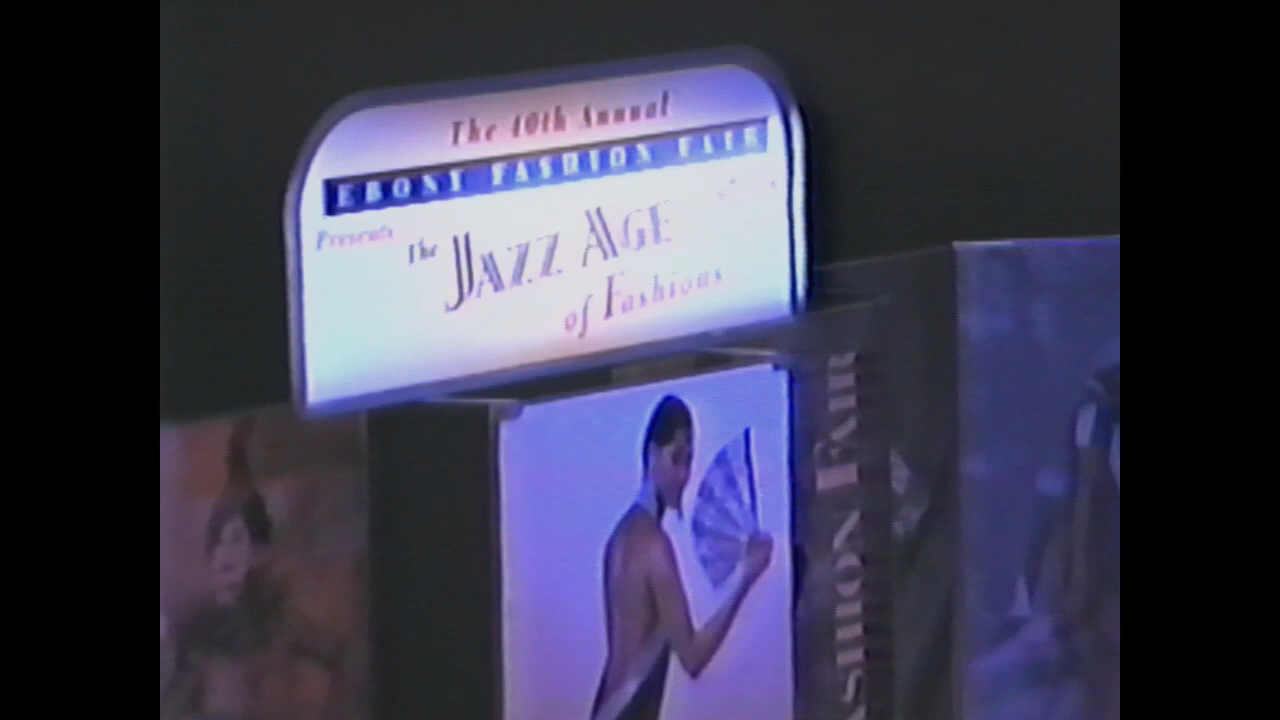 The 40th Annual
EBONY FASHION FAIR
Presents
The JAZZ AGE
of Fashions
FASHION FAIR